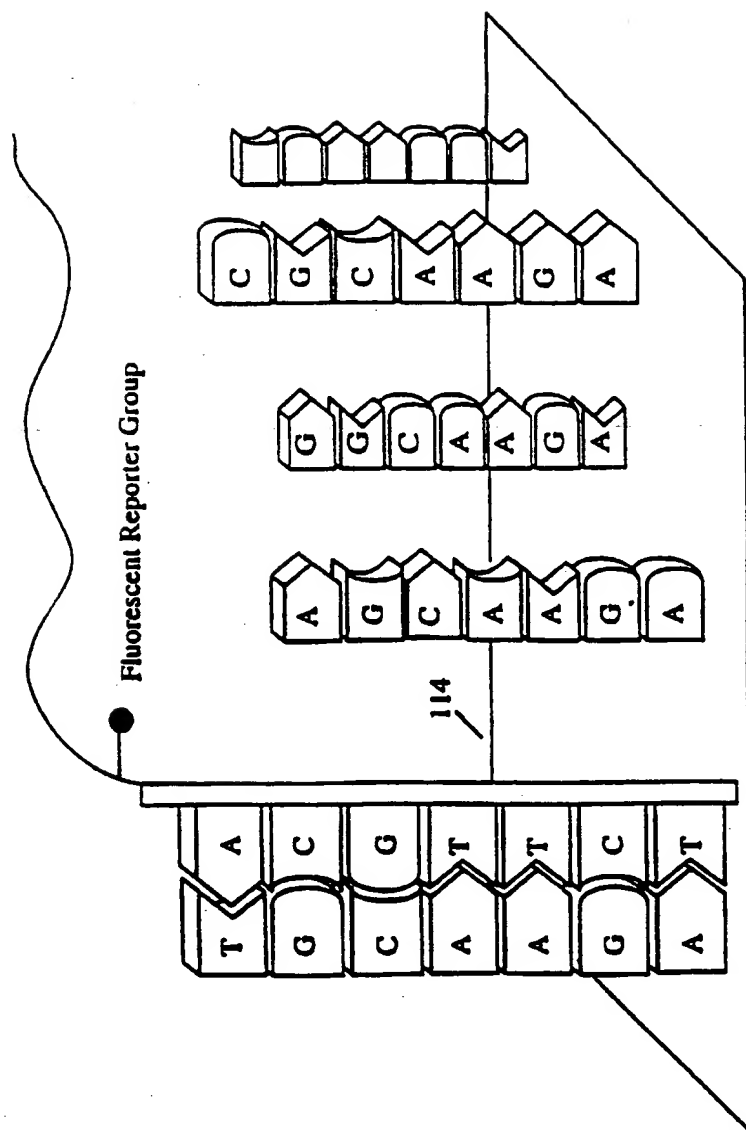 Fluorescent Reporter Group
T G C A A G A
A C G T T C T
114
A G C A A G A
G G C A A G A
C G C A A G A